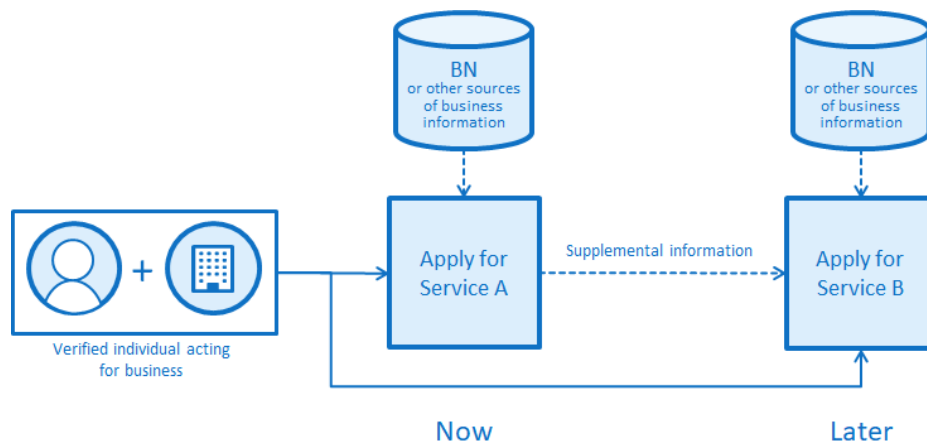 BN
or other sources
of business
information
BN
or other sources
of business
information
Apply for
Service A
Supplemental information
Apply for
Service B
+
Verified individual acting
for business
Now
Later